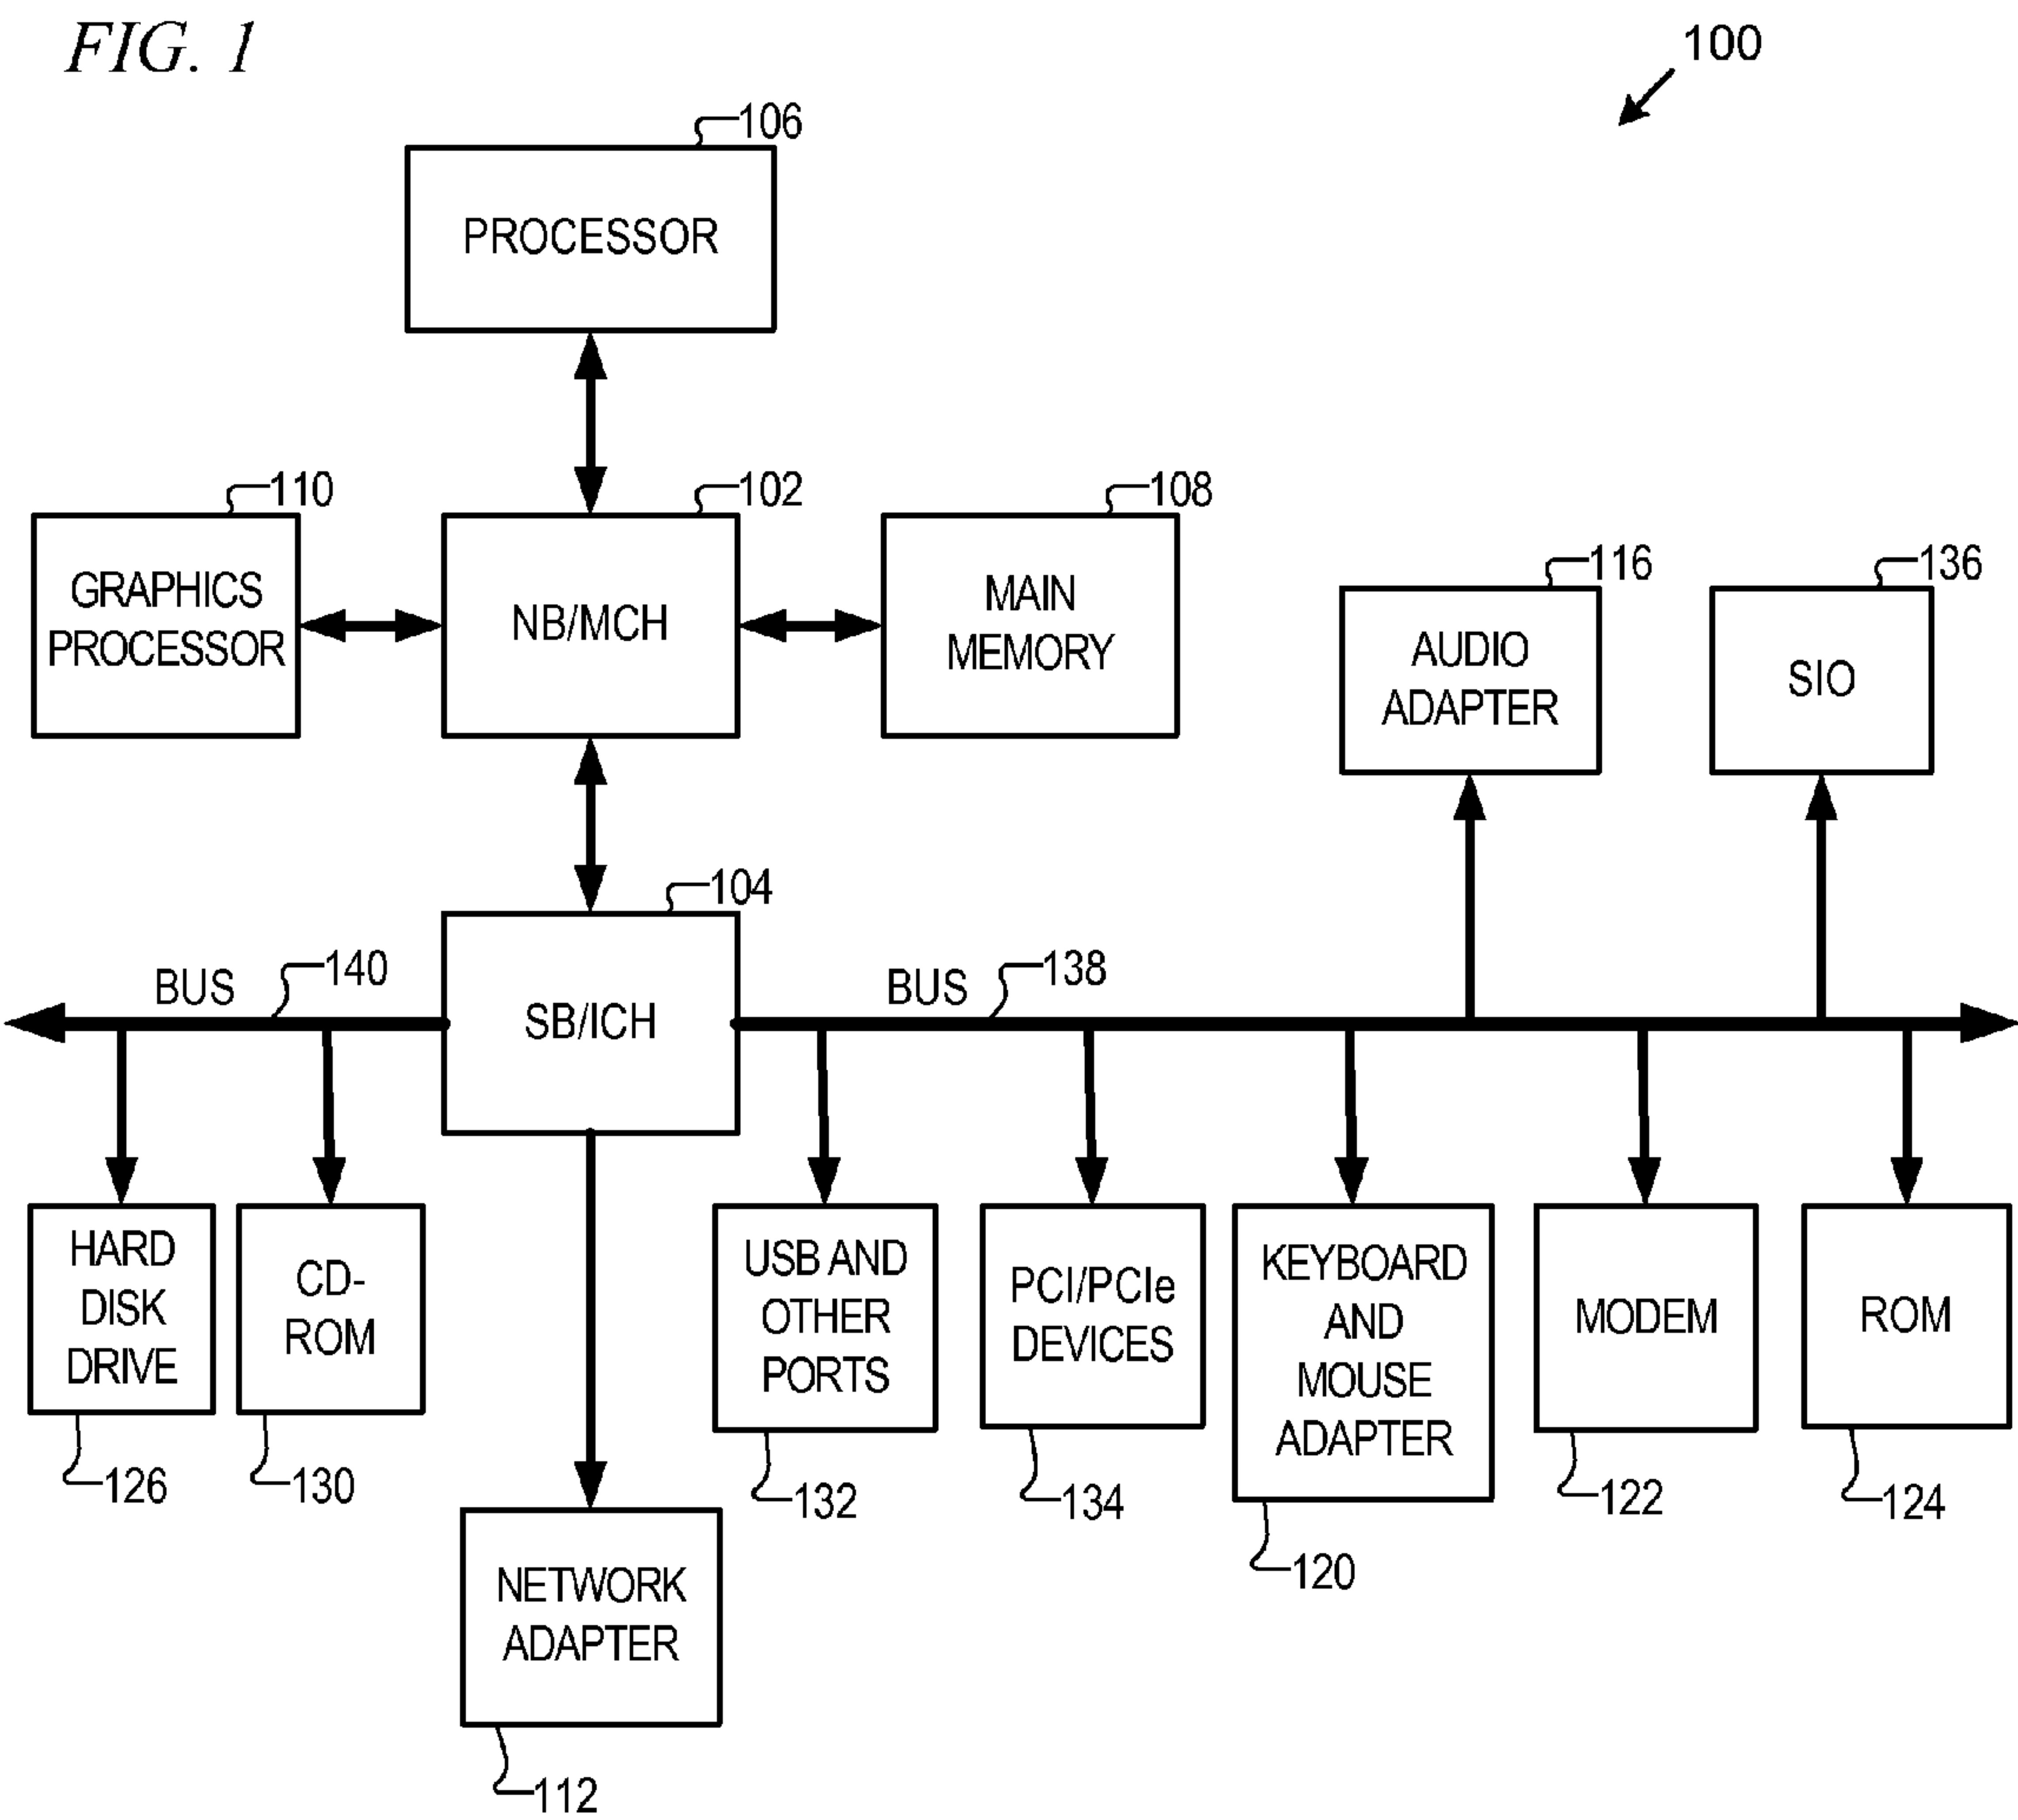 FIG. 1
100
106
PROCESSOR
110
102
108
GRAPHICS
PROCESSOR
NB/MCH
MAIN
MEMORY
116
136
AUDIO
ADAPTER
SIO
104
BUS
140
SB/ICH
BUS
138
HARD
DISK
DRIVE
CD-
ROM
USB AND
OTHER
PORTS
PCI/PCIe
DEVICES
KEYBOARD
AND
MOUSE
ADAPTER
MODEM
ROM
126
130
132
134
120
122
124
NETWORK
ADAPTER
112